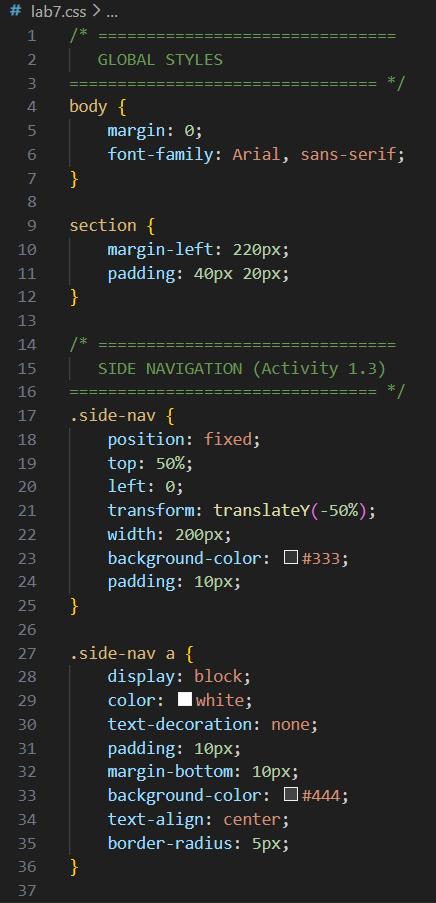 # lab7.css > ...
1 /* ===============================
2    GLOBAL STYLES
3 ================================ */
4 body {
5     margin: 0;
6     font-family: Arial, sans-serif;
7 }
8
9 section {
10     margin-left: 220px;
11     padding: 40px 20px;
12 }
13
14 /* ===============================
15    SIDE NAVIGATION (Activity 1.3)
16 ================================ */
17 .side-nav {
18     position: fixed;
19     top: 50%;
20     left: 0;
21     transform: translateY(-50%);
22     width: 200px;
23     background-color: #333;
24     padding: 10px;
25 }
26
27 .side-nav a {
28     display: block;
29     color: white;
30     text-decoration: none;
31     padding: 10px;
32     margin-bottom: 10px;
33     background-color: #444;
34     text-align: center;
35     border-radius: 5px;
36 }
37